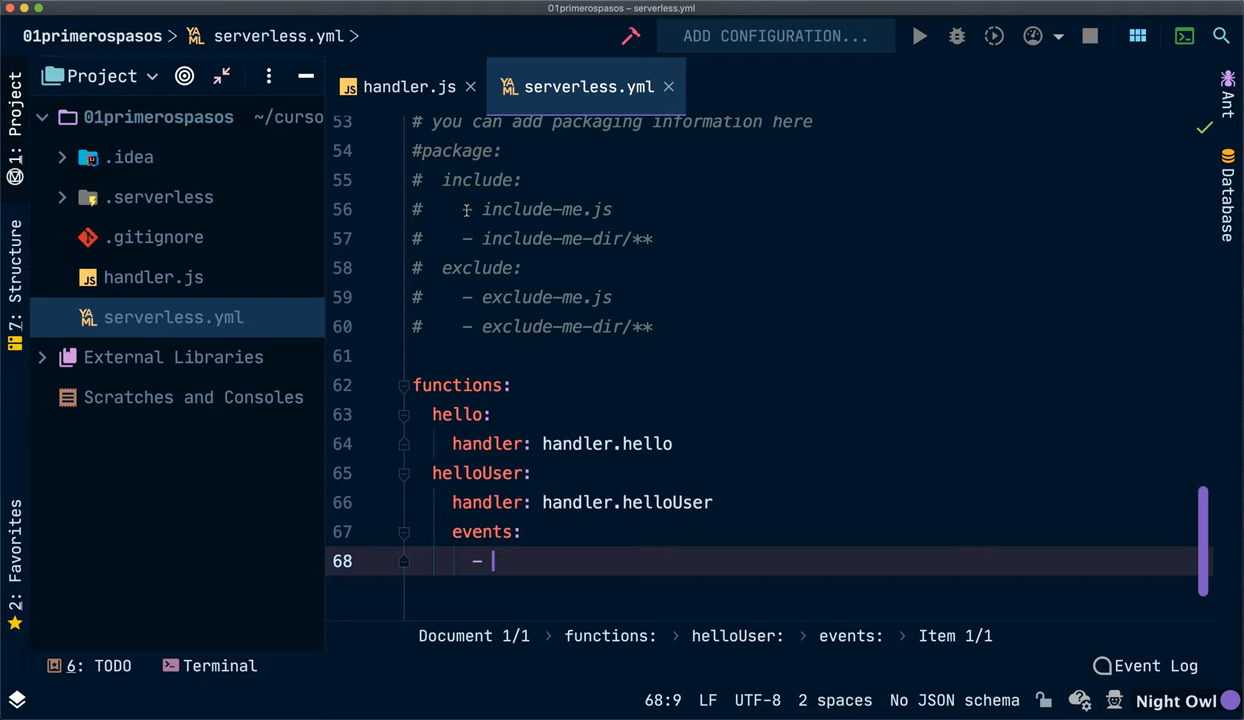 01primerospasos – serverless.yml
01primerospasos > serverless.yml > ADD CONFIGURATION...
1: Project
7: Structure
2: Favorites
Project
01primerospasos ~/curso
.idea
.serverless
.gitignore
handler.js
serverless.yml
External Libraries
Scratches and Consoles
handler.js × serverless.yml ×
53 # you can add packaging information here
54 #package:
55 #  include:
56 #    - include-me.js
57 #    - include-me-dir/**
58 #  exclude:
59 #    - exclude-me.js
60 #    - exclude-me-dir/**
61
62 functions:
63   hello:
64     handler: handler.hello
65   helloUser:
66     handler: handler.helloUser
67     events:
68       -
Document 1/1 > functions: > helloUser: > events: > Item 1/1
Ant
Database
6: TODO Terminal Event Log
68:9 LF UTF-8 2 spaces No JSON schema Night Owl